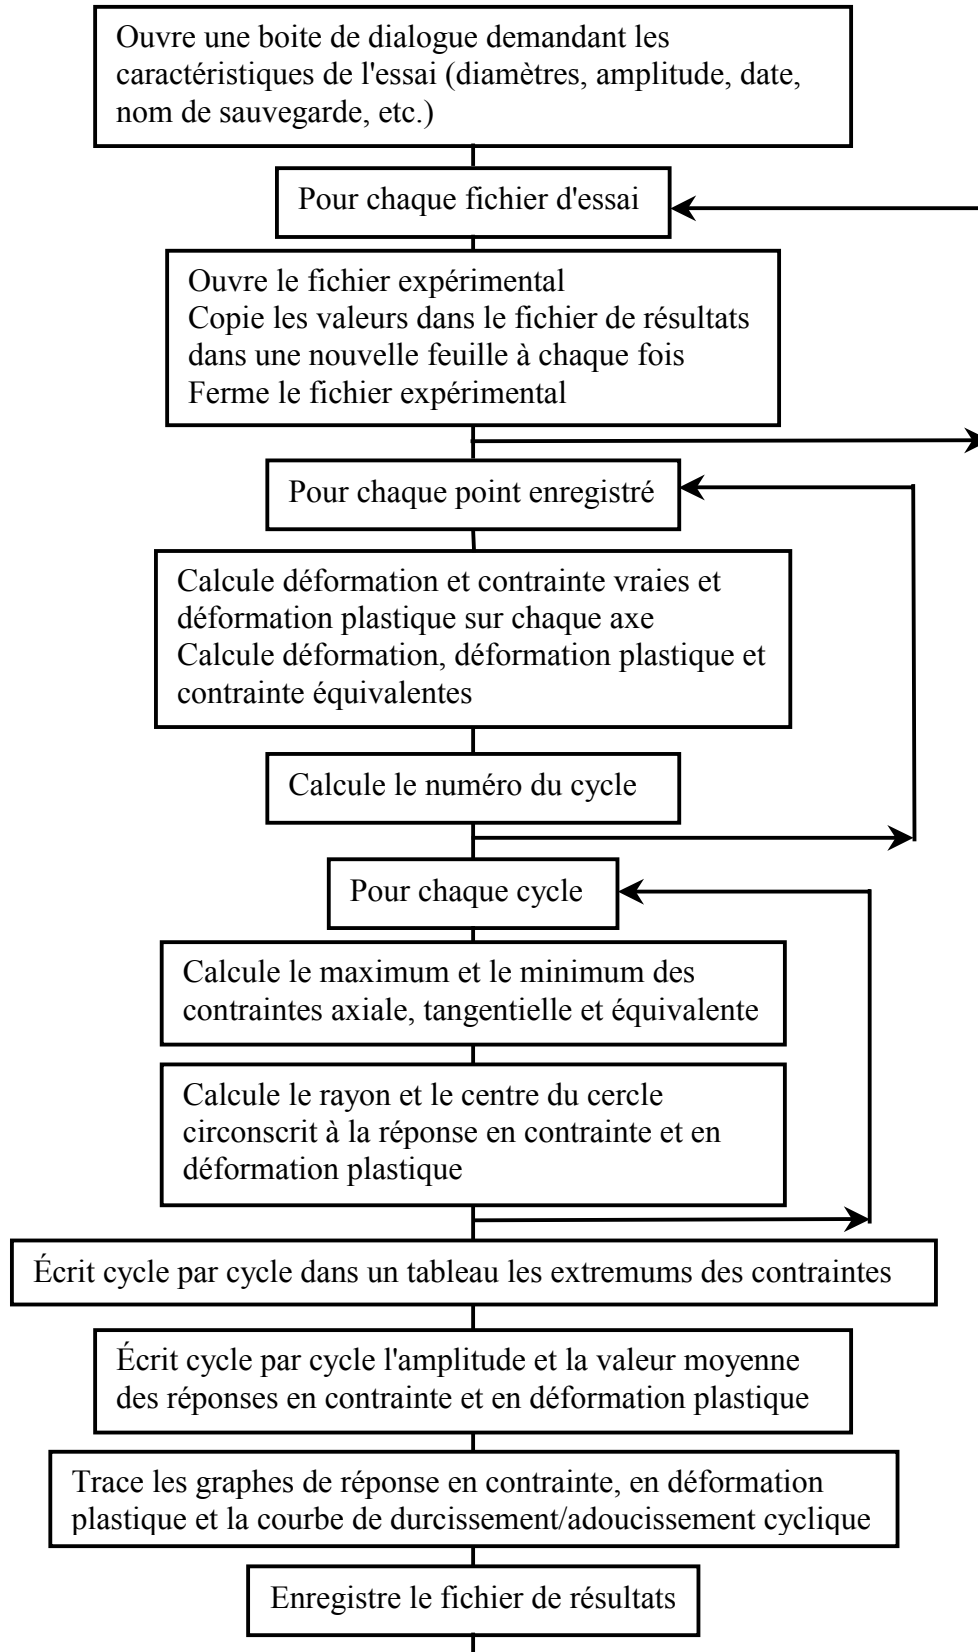 Ouvre une boite de dialogue demandant les
caractéristiques de l'essai (diamètres, amplitude, date,
nom de sauvegarde, etc.)
Pour chaque fichier d'essai
Ouvre le fichier expérimental
Copie les valeurs dans le fichier de résultats
dans une nouvelle feuille à chaque fois
Ferme le fichier expérimental
Pour chaque point enregistré
Calcule déformation et contrainte vraies et
déformation plastique sur chaque axe
Calcule déformation, déformation plastique et
contrainte équivalentes
Calcule le numéro du cycle
Pour chaque cycle
Calcule le maximum et le minimum des
contraintes axiale, tangentielle et équivalente
Calcule le rayon et le centre du cercle
circonscrit à la réponse en contrainte et en
déformation plastique
Écrit cycle par cycle dans un tableau les extremums des contraintes
Écrit cycle par cycle l'amplitude et la valeur moyenne
des réponses en contrainte et en déformation plastique
Trace les graphes de réponse en contrainte, en déformation
plastique et la courbe de durcissement/adoucissement cyclique
Enregistre le fichier de résultats